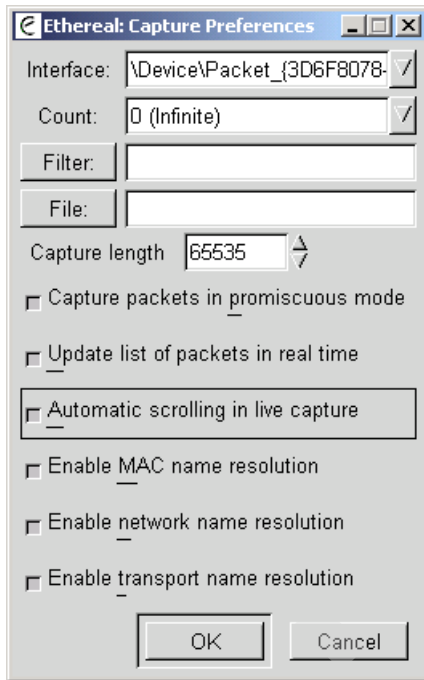 Ethereal: Capture Preferences
Interface: \Device\Packet_{3D6F8078-
Count: 0 (Infinite)
Filter:
File:
Capture length 65535
Capture packets in promiscuous mode
Update list of packets in real time
Automatic scrolling in live capture
Enable MAC name resolution
Enable network name resolution
Enable transport name resolution
OK Cancel